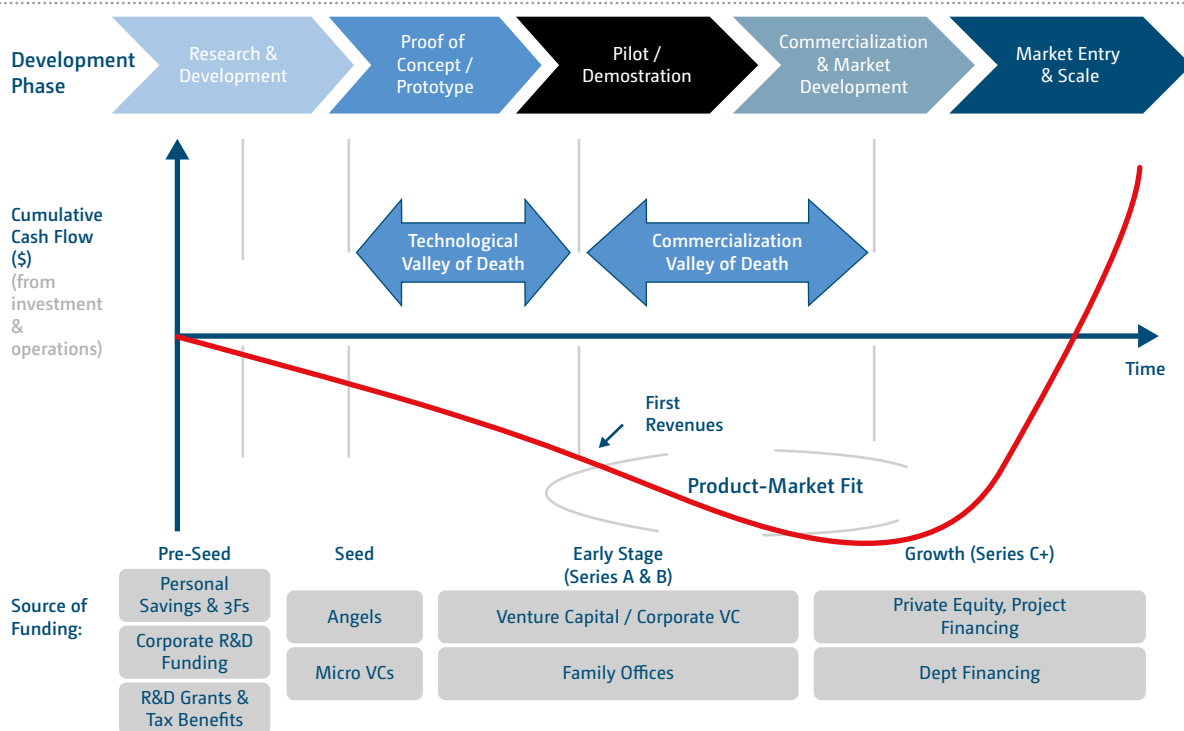 Development
Phase
Research &
Development
Proof of
Concept /
Prototype
Pilot /
Demostration
Commercialization
& Market
Development
Market Entry
& Scale
Cumulative
Cash Flow
($)
(from
investment
&
operations)
Technological
Valley of Death
Commercialization
Valley of Death
Time
First
Revenues
Product-Market Fit
Pre-Seed
Seed
Early Stage
(Series A & B)
Growth (Series C+)
Source of
Funding:
Personal
Savings & 3Fs
Corporate R&D
Funding
R&D Grants &
Tax Benefits
Angels
Micro VCs
Venture Capital / Corporate VC
Family Offices
Private Equity, Project
Financing
Dept Financing